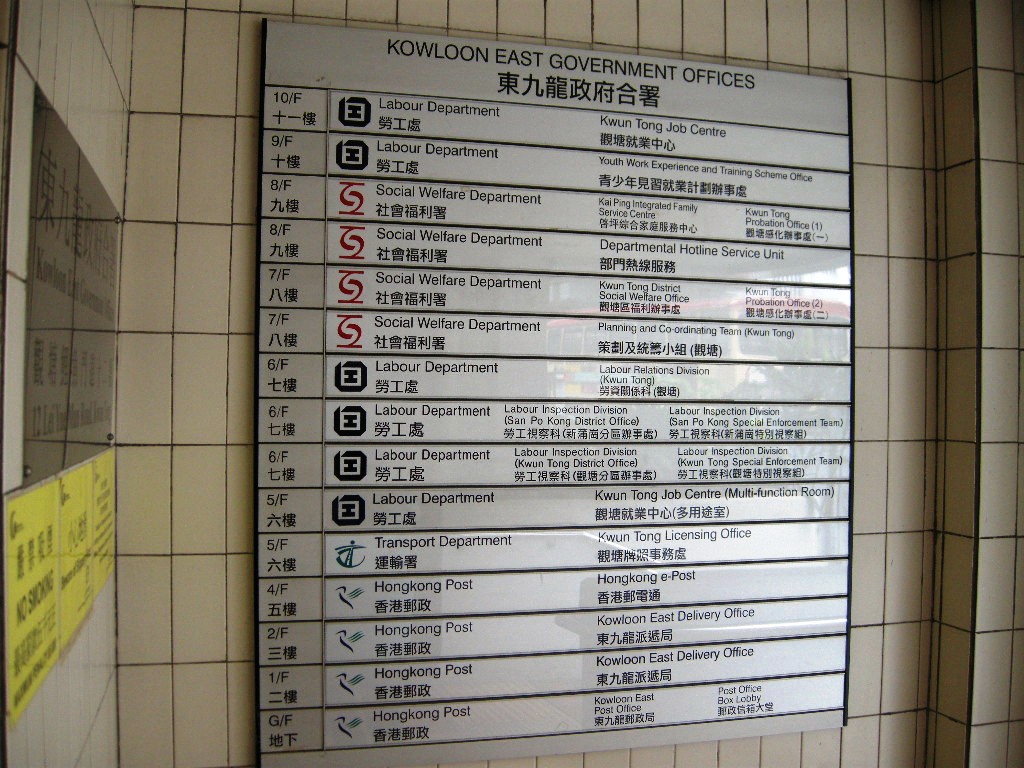 KOWLOON EAST GOVERNMENT OFFICES
東九龍政府合署
10/F Labour Department Kwun Tong Job Centre
十一樓 勞工處 觀塘就業中心
9/F Labour Department Youth Work Experience and Training Scheme Office
十樓 勞工處 青少年見習就業計劃辦事處
8/F Social Welfare Department
九樓 社會福利署
Kai Ping Integrated Family
Service Centre
啓坪綜合家庭服務中心
Kwun Tong
Probation Office (1)
觀塘感化辦事處(一)
8/F Social Welfare Department Departmental Hotline Service Unit
九樓 社會福利署 部門熱線服務
7/F Social Welfare Department
八樓 社會福利署
Kwun Tong District
Social Welfare Office
觀塘區福利辦事處
Kwun Tong
Probation Office (2)
觀塘感化辦事處(二)
7/F Social Welfare Department Planning and Co-ordinating Team (Kwun Tong)
八樓 社會福利署 策劃及統籌小組 (觀塘)
6/F Labour Department
七樓 勞工處
Labour Relations Division
(Kwun Tong)
勞資關係科 (觀塘)
6/F Labour Department
七樓 勞工處
Labour Inspection Division
(San Po Kong District Office)
勞工視察科(新蒲崗分區辦事處)
Labour Inspection Division
(San Po Kong Special Enforcement Team)
勞工視察科(新蒲崗特別視察組)
6/F Labour Department
七樓 勞工處
Labour Inspection Division
(Kwun Tong District Office)
勞工視察科(觀塘分區辦事處)
Labour Inspection Division
(Kwun Tong Special Enforcement Team)
勞工視察科(觀塘特別視察組)
5/F Labour Department Kwun Tong Job Centre (Multi-function Room)
六樓 勞工處 觀塘就業中心(多用途室)
5/F Transport Department Kwun Tong Licensing Office
六樓 運輸署 觀塘牌照事務處
4/F Hongkong Post Hongkong e-Post
五樓 香港郵政 香港郵電通
2/F Hongkong Post Kowloon East Delivery Office
三樓 香港郵政 東九龍派遞局
1/F Hongkong Post Kowloon East Delivery Office
二樓 香港郵政 東九龍派遞局
G/F Hongkong Post
地下 香港郵政
Kowloon East
Post Office
東九龍郵政局
Post Office
Box Lobby
郵政信箱大堂
NO SMOKING